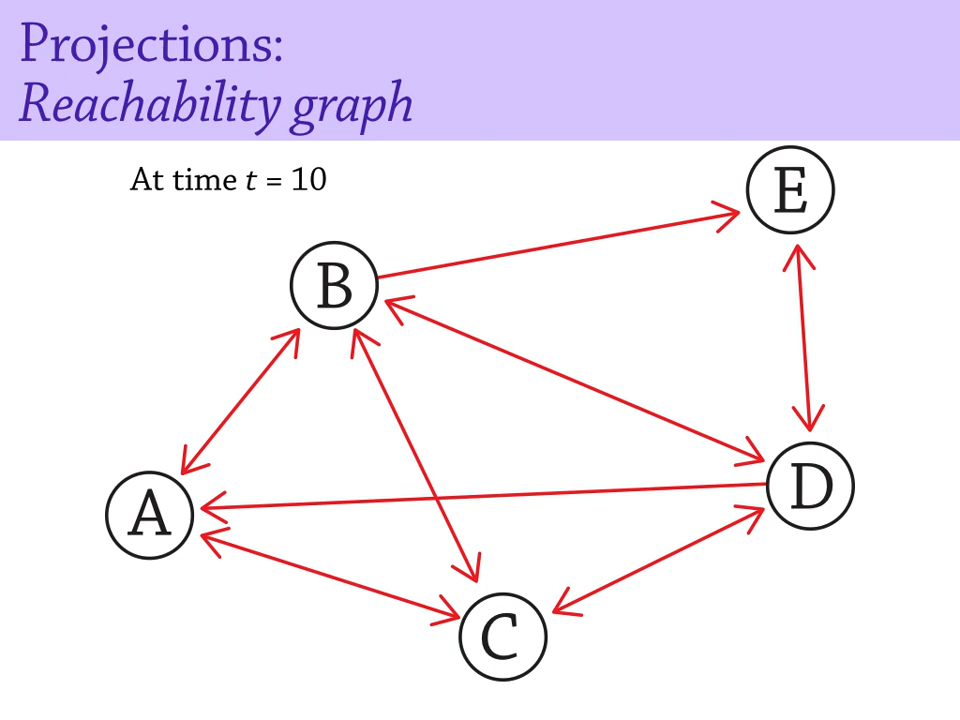 Projections:
Reachability graph
At time t = 10
E
B
D
A
C